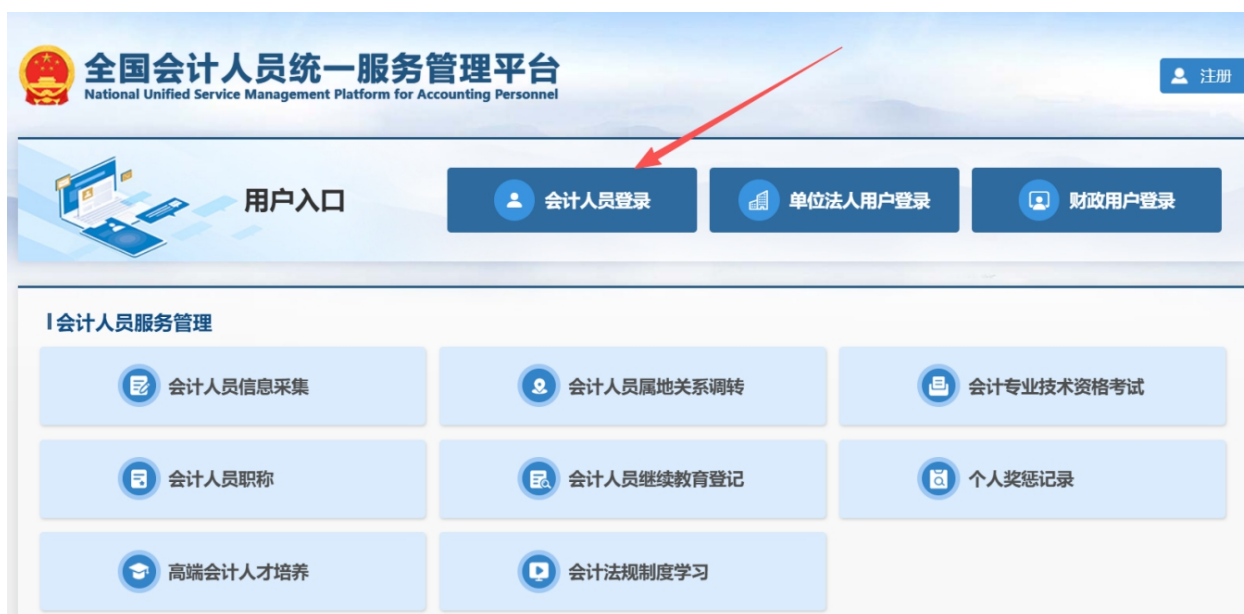 全国会计人员统一服务管理平台
National Unified Service Management Platform for Accounting Personnel
注册
用户入口
会计人员登录
单位法人用户登录
财政用户登录
会计人员服务管理
会计人员信息采集
会计人员属地关系调转
会计专业技术资格考试
会计人员职称
会计人员继续教育登记
个人奖惩记录
高端会计人才培养
会计法规制度学习